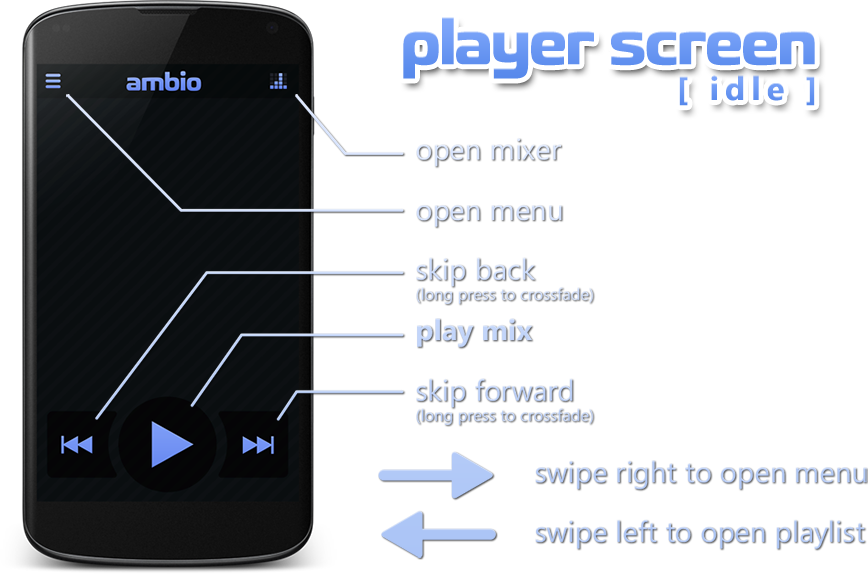 player screen
[ idle ]
ambio
open mixer
open menu
skip back
(long press to crossfade)
play mix
skip forward
(long press to crossfade)
swipe right to open menu
swipe left to open playlist